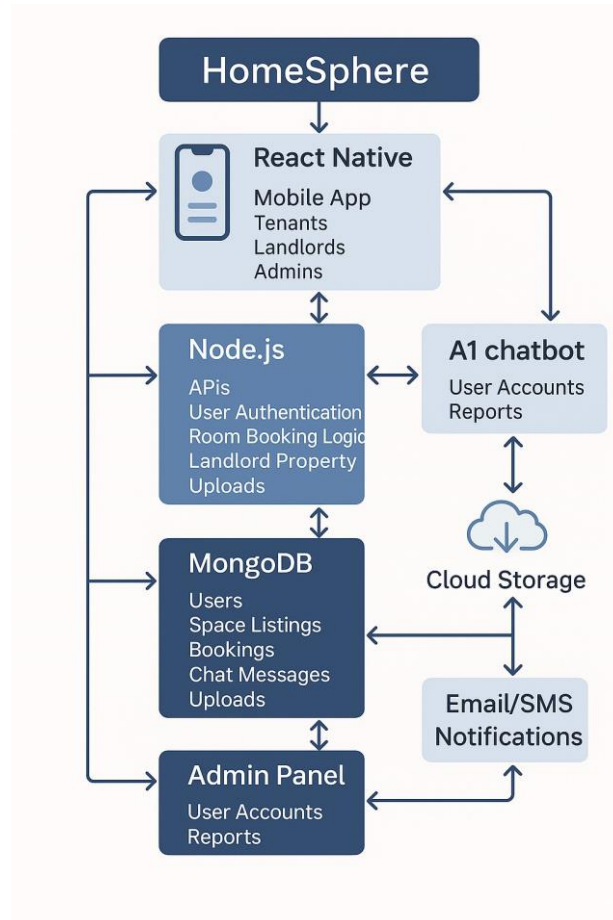 HomeSphere
React Native
Mobile App
Tenants
Landlords
Admins
Node.js
APis
User Authentication
Room Booking Logic
Landlord Property
Uploads
A1 chatbot
User Accounts
Reports
Cloud Storage
MongoDB
Users
Space Listings
Bookings
Chat Messages
Uploads
Email/SMS
Notifications
Admin Panel
User Accounts
Reports